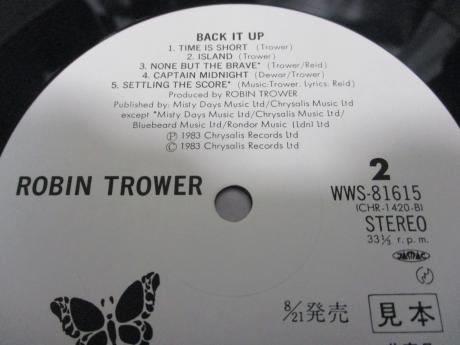 BACK IT UP
1. TIME IS SHORT (Trower)
2. ISLAND (Trower)
3. NONE BUT THE BRAVE* (Trower/Reid)
4. CAPTAIN MIDNIGHT (Dewar/Trower)
5. SETTLING THE SCORE* (Music:Trower. Lyrics: Reid)
Produced by ROBIN TROWER
Published by: Misty Days Music Ltd/Chrysalis Music Ltd
except *Misty Days Music Ltd/Chrysalis Music Ltd/
Bluebeard Music Ltd/Rondor Music (Ldn) Ltd
Ⓟ 1983 Chrysalis Records Ltd
© 1983 Chrysalis Records Ltd
ROBIN TROWER
2
WWS-81615
(CHR-1420-B)
STEREO
33⅓ r.p.m.
JASRAC
8/21発売
見本